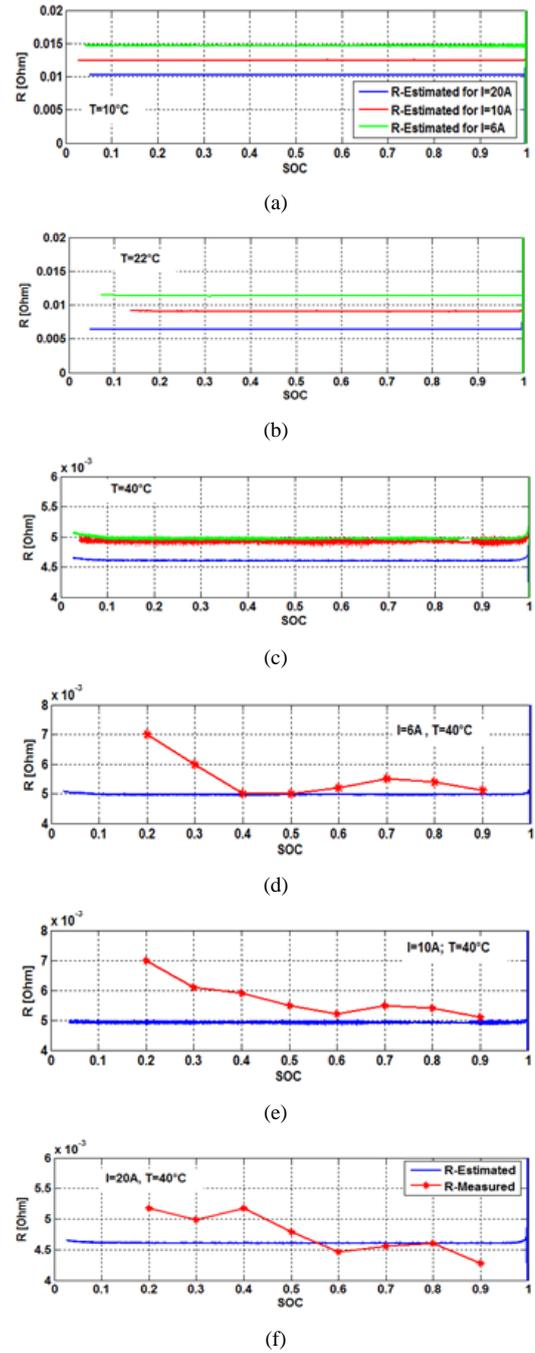 0.02
0.015
0.01
0.005
0
R [Ohm]
T=10°C
R-Estimated for I=20A
R-Estimated for I=10A
R-Estimated for I=6A
0 0.1 0.2 0.3 0.4 0.5 0.6 0.7 0.8 0.9 1
SOC
(a)
0.02
0.015
0.01
0.005
0
R [Ohm]
T=22°C
0 0.1 0.2 0.3 0.4 0.5 0.6 0.7 0.8 0.9 1
SOC
(b)
x 10⁻³
6
5.5
5
4.5
4
R [Ohm]
T=40°C
0 0.1 0.2 0.3 0.4 0.5 0.6 0.7 0.8 0.9 1
SOC
(c)
x 10⁻³
8
7
6
5
4
R [Ohm]
I=6A , T=40°C
0 0.1 0.2 0.3 0.4 0.5 0.6 0.7 0.8 0.9 1
SOC
(d)
x 10⁻³
8
7
6
5
4
R [Ohm]
I=10A; T=40°C
0 0.1 0.2 0.3 0.4 0.5 0.6 0.7 0.8 0.9 1
SOC
(e)
x 10⁻³
6
5.5
5
4.5
4
R [Ohm]
I=20A, T=40°C
R-Estimated
R-Measured
0 0.1 0.2 0.3 0.4 0.5 0.6 0.7 0.8 0.9 1
SOC
(f)